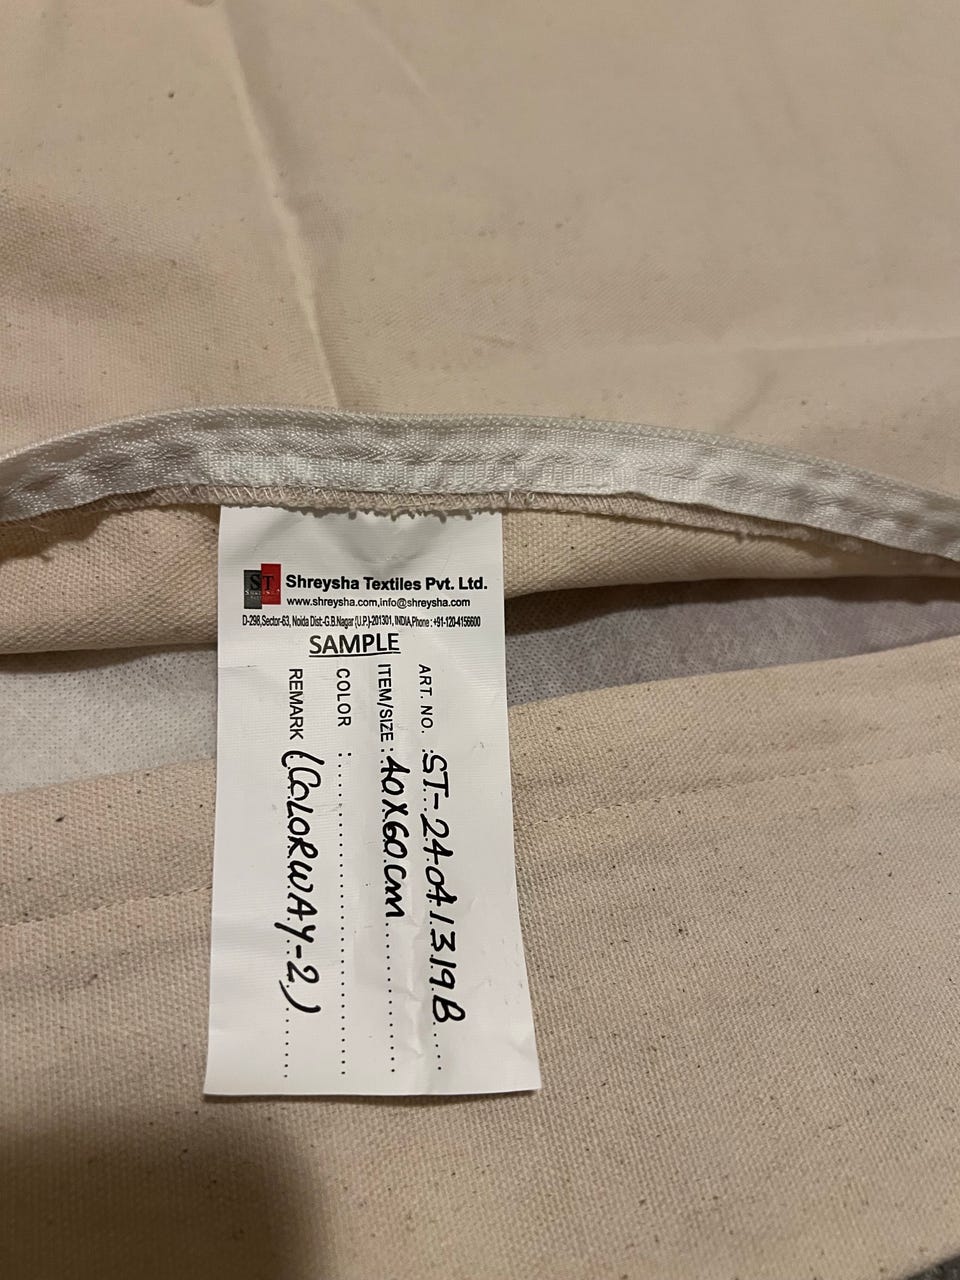 ST
Shreysha Textiles Pvt. Ltd.
www.shreysha.com,info@shreysha.com
D-298,Sector-63, Noida Dist-G.B.Nagar (U.P.)-201301, INDIA,Phone : +91-120-4156600
SAMPLE
ART. NO. : ST-24041319B
ITEM/SIZE : 40X60cm
COLOR :
REMARK (COLORWAY-2)